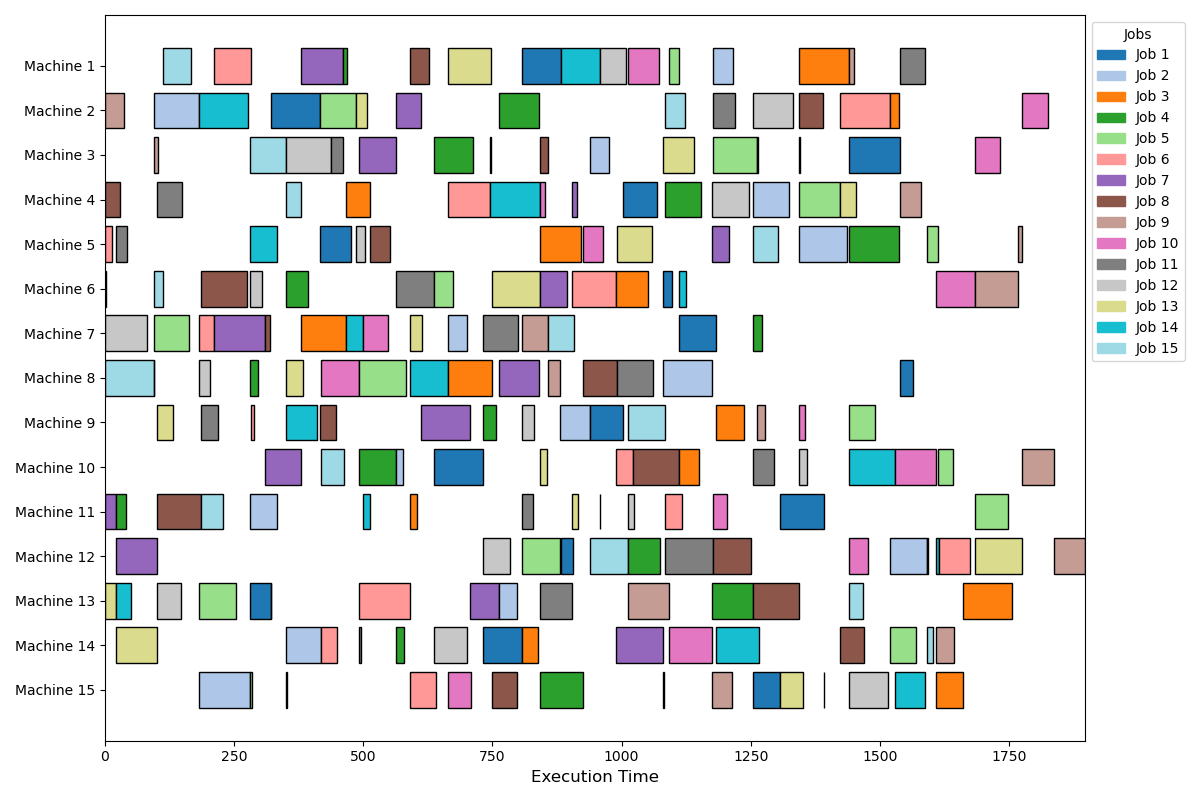 Machine 1
Machine 2
Machine 3
Machine 4
Machine 5
Machine 6
Machine 7
Machine 8
Machine 9
Machine 10
Machine 11
Machine 12
Machine 13
Machine 14
Machine 15
0 250 500 750 1000 1250 1500 1750
Execution Time
Jobs
Job 1
Job 2
Job 3
Job 4
Job 5
Job 6
Job 7
Job 8
Job 9
Job 10
Job 11
Job 12
Job 13
Job 14
Job 15